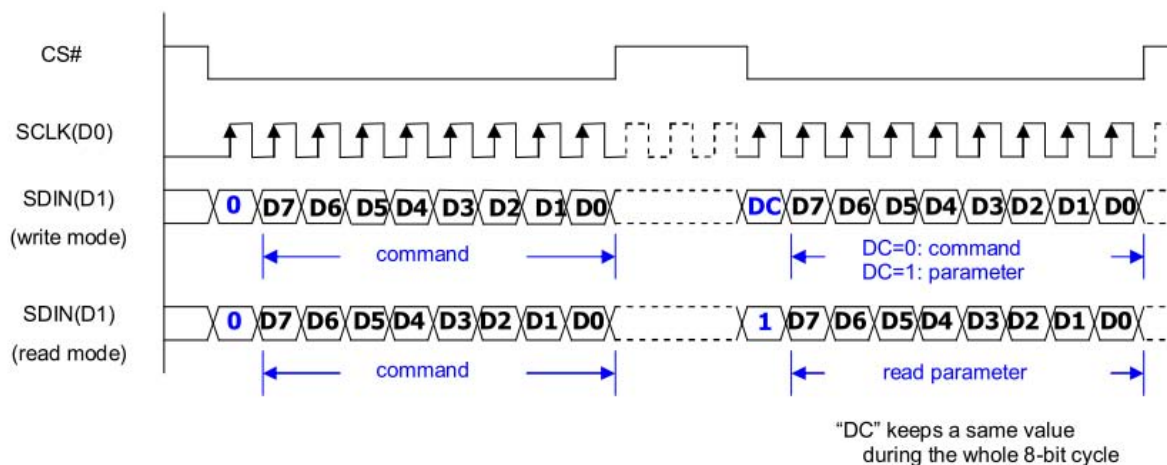 CS#
SCLK(D0)
SDIN(D1)
(write mode)
0 D7 D6 D5 D4 D3 D2 D1 D0
DC D7 D6 D5 D4 D3 D2 D1 D0
command
DC=0: command
DC=1: parameter
SDIN(D1)
(read mode)
0 D7 D6 D5 D4 D3 D2 D1 D0
1 D7 D6 D5 D4 D3 D2 D1 D0
command
read parameter
“DC” keeps a same value
during the whole 8-bit cycle